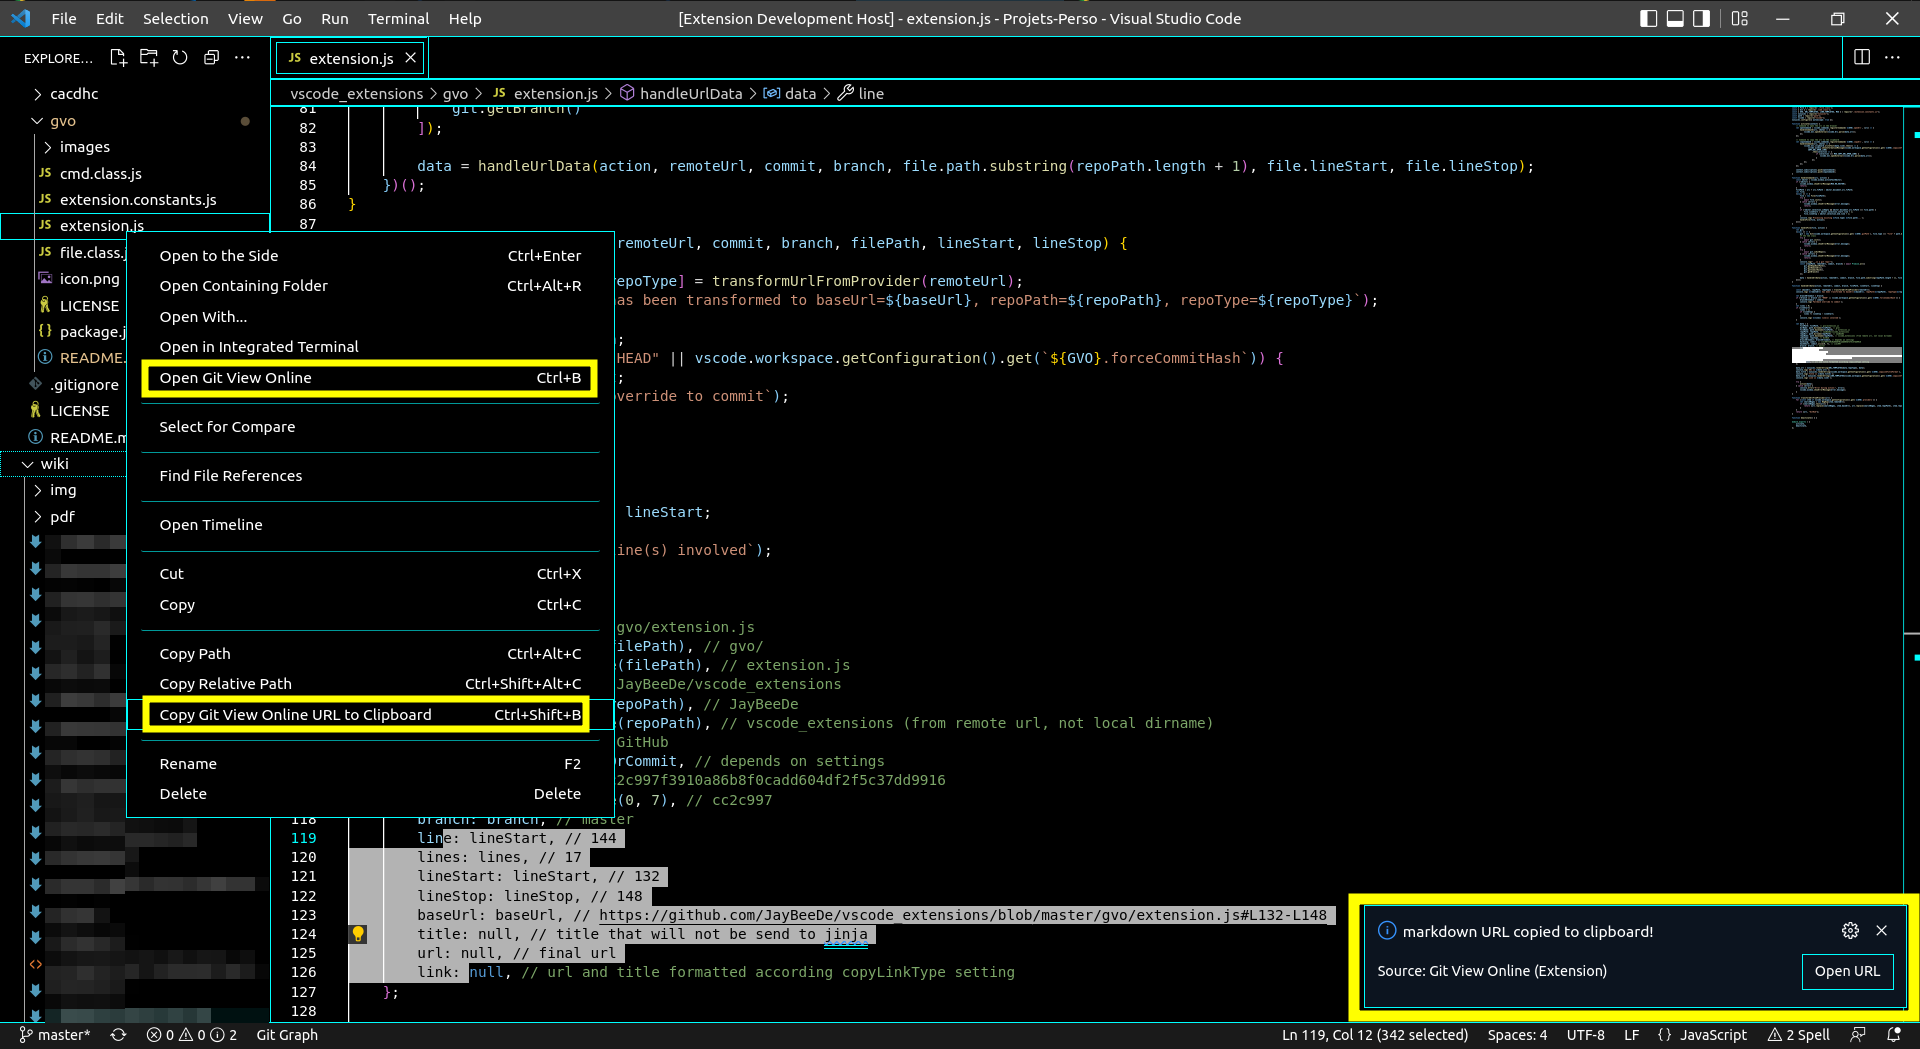 File Edit Selection View Go Run Terminal Help
[Extension Development Host] - extension.js - Projets-Perso - Visual Studio Code
EXPLORE...
JS extension.js
vscode_extensions > gvo > JS extension.js > handleUrlData > data > line
cacdhc
gvo
images
JS cmd.class.js
JS extension.constants.js
JS extension.js
JS file.class.j
icon.png
LICENSE
{} package.j
README.
.gitignore
LICENSE
README.m
wiki
img
pdf
Open to the Side Ctrl+Enter
Open Containing Folder Ctrl+Alt+R
Open With...
Open in Integrated Terminal
Open Git View Online Ctrl+B
Select for Compare
Find File References
Open Timeline
Cut Ctrl+X
Copy Ctrl+C
Copy Path Ctrl+Alt+C
Copy Relative Path Ctrl+Shift+Alt+C
Copy Git View Online URL to Clipboard Ctrl+Shift+B
Rename F2
Delete Delete
81 git.getBranch()
82 ]);
83
84 data = handleUrlData(action, remoteUrl, commit, branch, file.path.substring(repoPath.length + 1), file.lineStart, file.lineStop);
85 })();
86 }
87
remoteUrl, commit, branch, filePath, lineStart, lineStop) {
epoType] = transformUrlFromProvider(remoteUrl);
as been transformed to baseUrl=${baseUrl}, repoPath=${repoPath}, repoType=${repoType}`);
;
HEAD" || vscode.workspace.getConfiguration().get(`${GVO}.forceCommitHash`)) {
;
verride to commit`);
lineStart;
ine(s) involved`);
gvo/extension.js
ilePath), // gvo/
(filePath), // extension.js
JayBeeDe/vscode_extensions
epoPath), // JayBeeDe
(repoPath), // vscode_extensions (from remote url, not local dirname)
GitHub
rCommit, // depends on settings
2c997f3910a86b8f0cadd604df2f5c37dd9916
(0, 7), // cc2c997
118 branch: branch, // master
119 line: lineStart, // 144
120 lines: lines, // 17
121 lineStart: lineStart, // 132
122 lineStop: lineStop, // 148
123 baseUrl: baseUrl, // https://github.com/JayBeeDe/vscode_extensions/blob/master/gvo/extension.js#L132-L148
124 title: null, // title that will not be send to jinja
125 url: null, // final url
126 link: null, // url and title formatted according copyLinkType setting
127 };
128
markdown URL copied to clipboard!
Source: Git View Online (Extension)
Open URL
master* 0 0 2 Git Graph
Ln 119, Col 12 (342 selected) Spaces: 4 UTF-8 LF {} JavaScript 2 Spell